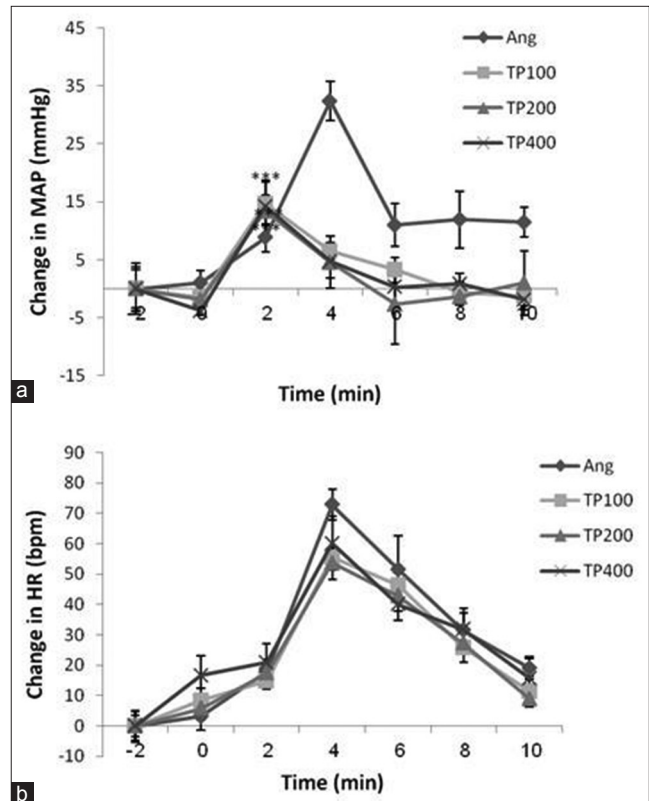 45
35
25
15
5
-5
-15
Change in MAP (mmHg)
Ang
TP100
TP200
TP400
***
-2 0 2 4 6 8 10
Time (min)
a
90
80
70
60
50
40
30
20
10
0
-10
Change in HR (bpm)
Ang
TP100
TP200
TP400
-2 0 2 4 6 8 10
Time (min)
b